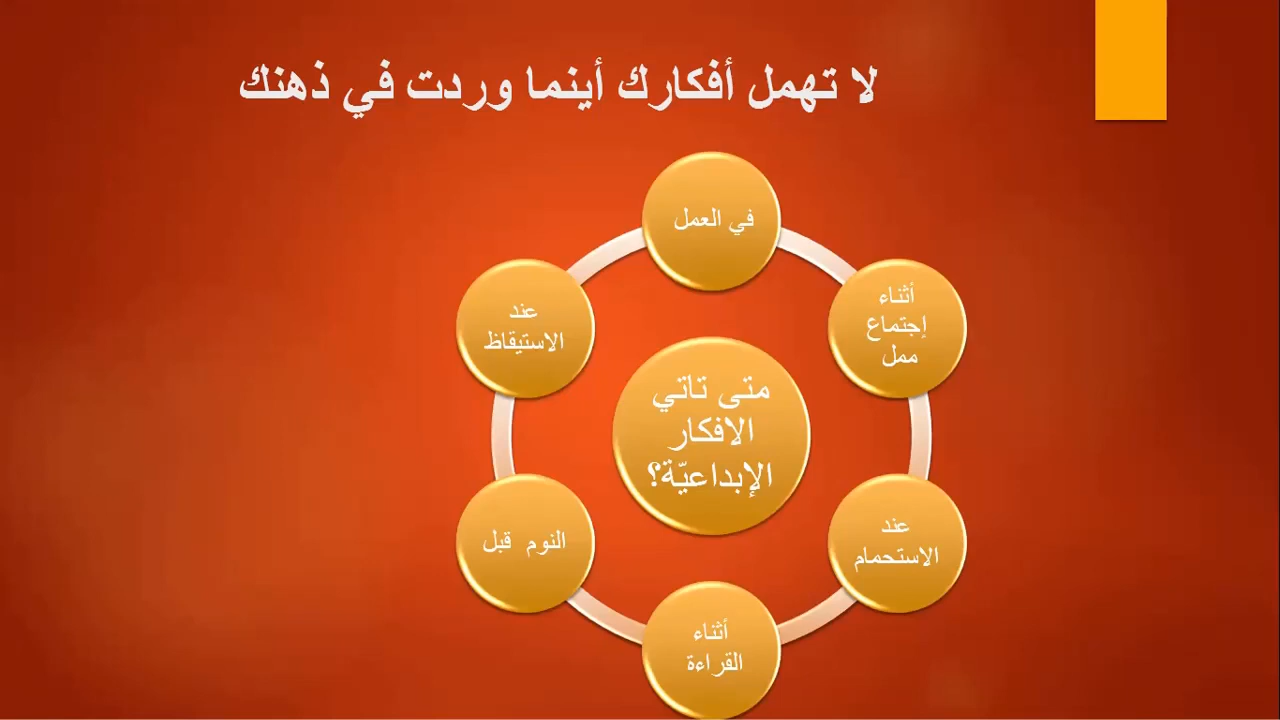 لا تهمل أفكارك أينما وردت في ذهنك
في العمل
أثناء
إجتماع
ممل
عند
الاستحمام
أثناء
القراءة
النوم قبل
عند
الاستيقاظ
متى تاتي
الافكار
الإبداعيّة؟